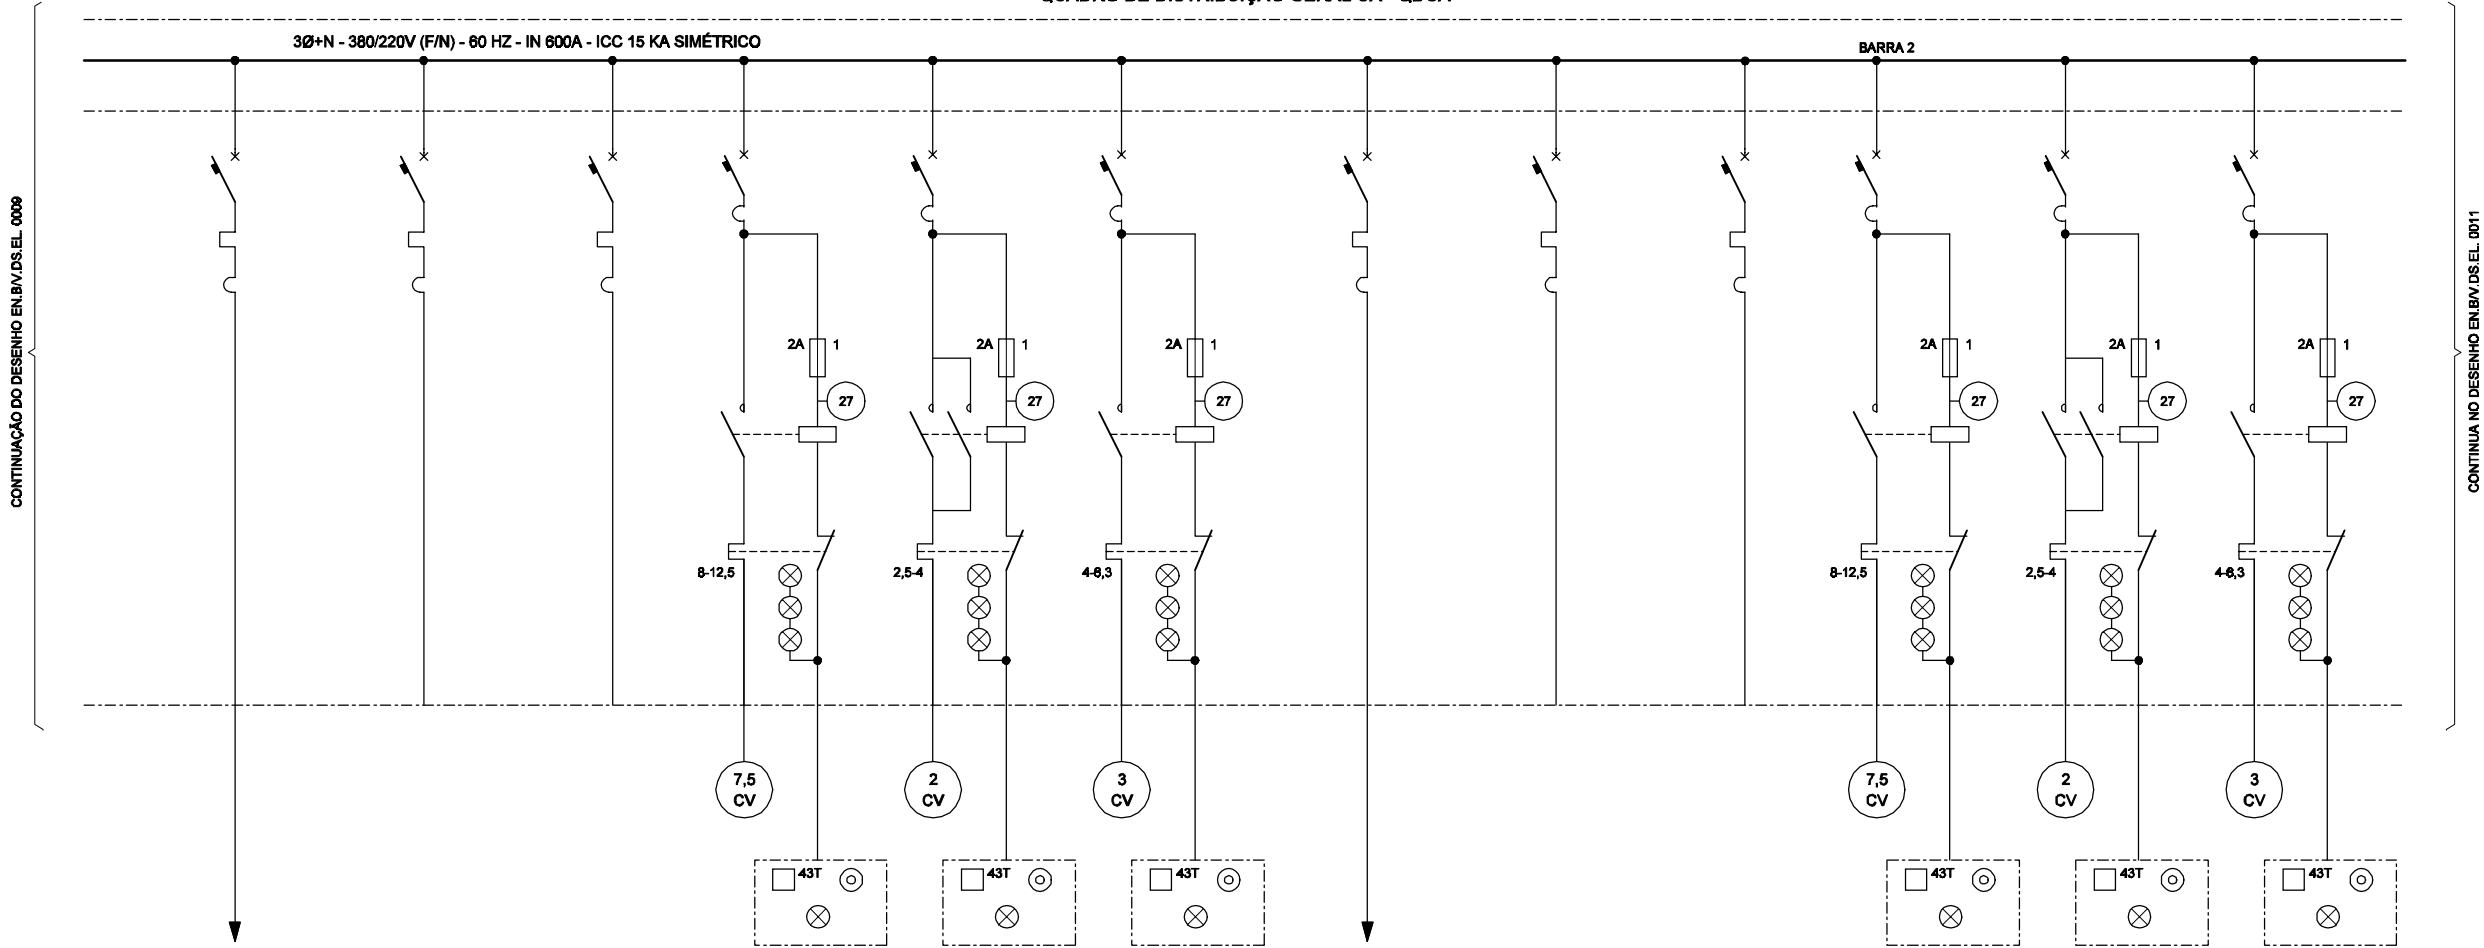 3Ø+N - 380/220V (F/N) - 60 HZ - IN 600A - ICC 15 KA SIMÉTRICO
BARRA 2
CONTINUAÇÃO DO DESENHO EN.B/V.DS.EL. 0009
CONTINUA NO DESENHO EN.B/V.DS.EL. 0011
2A 1
2A 1
2A 1
2A 1
2A 1
2A 1
27
27
27
27
27
27
8-12,5
2,5-4
4-6,3
8-12,5
2,5-4
4-6,3
7,5
CV
2
CV
3
CV
7,5
CV
2
CV
3
CV
43T
43T
43T
43T
43T
43T